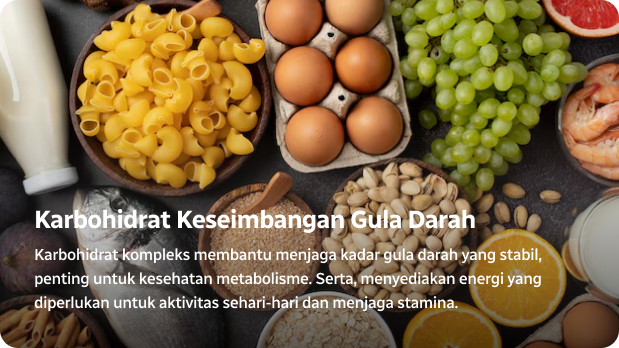 Karbohidrat Keseimbangan Gula Darah
Karbohidrat kompleks membantu menjaga kadar gula darah yang stabil,
penting untuk kesehatan metabolisme. Serta, menyediakan energi yang
diperlukan untuk aktivitas sehari-hari dan menjaga stamina.